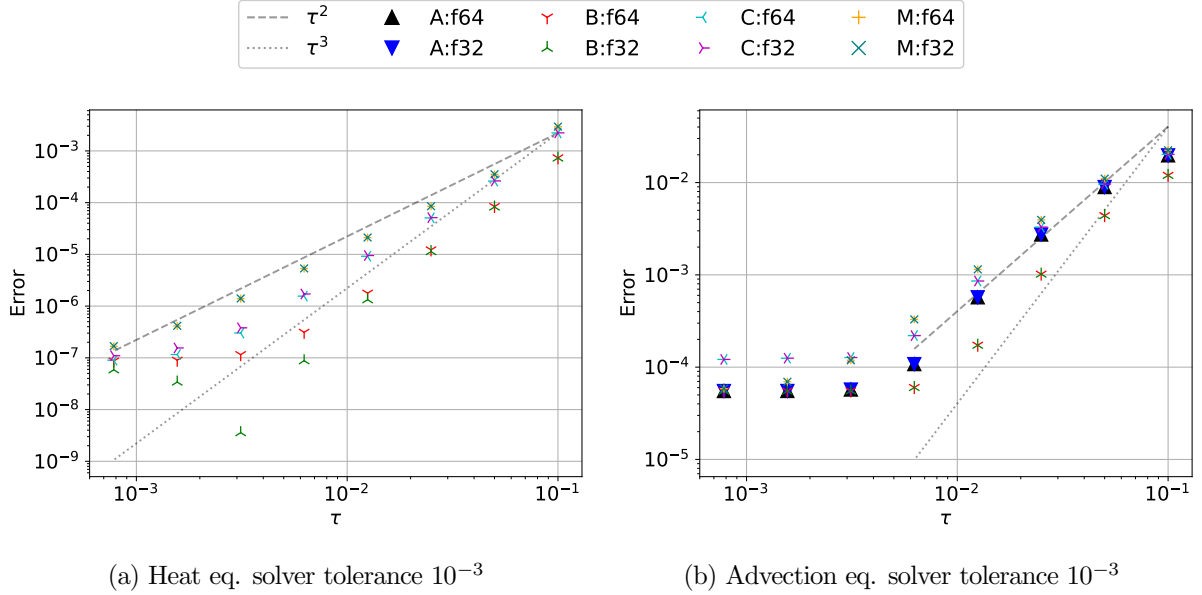 τ² A:f64 B:f64 C:f64 M:f64
τ³ A:f32 B:f32 C:f32 M:f32
Error
10⁻³
10⁻⁴
10⁻⁵
10⁻⁶
10⁻⁷
10⁻⁸
10⁻⁹
10⁻³ 10⁻² 10⁻¹
τ
Error
10⁻²
10⁻³
10⁻⁴
10⁻⁵
10⁻³ 10⁻² 10⁻¹
τ
(a) Heat eq. solver tolerance 10⁻³
(b) Advection eq. solver tolerance 10⁻³